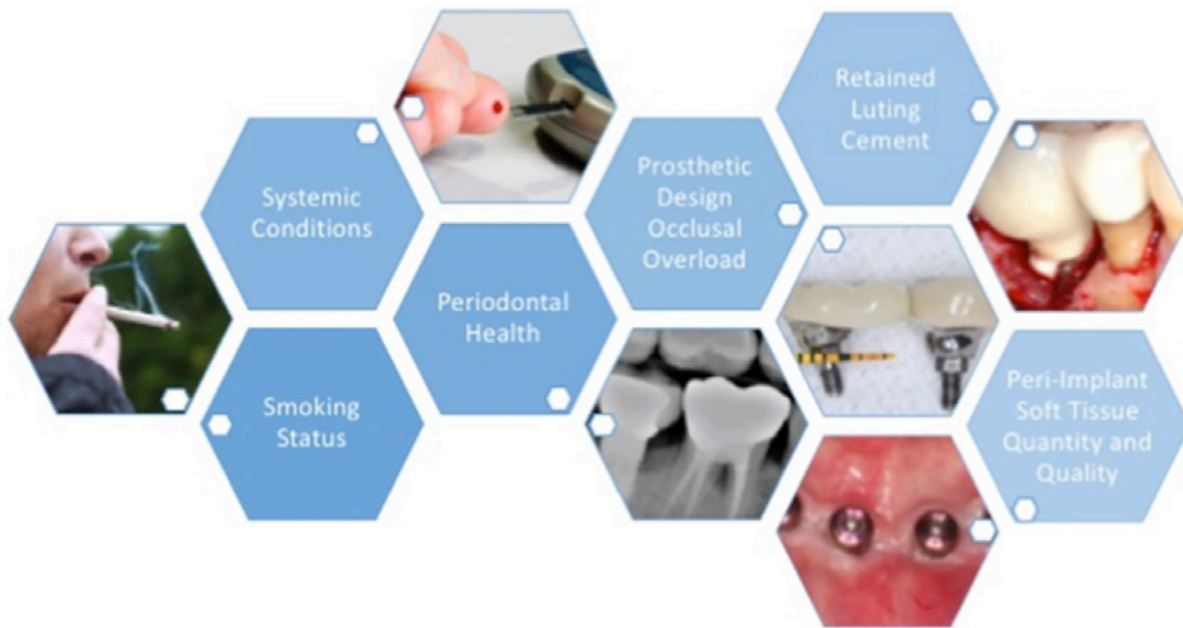 Systemic
Conditions
Smoking
Status
Periodontal
Health
Prosthetic
Design
Occlusal
Overload
Retained
Luting
Cement
Peri-Implant
Soft Tissue
Quantity and
Quality